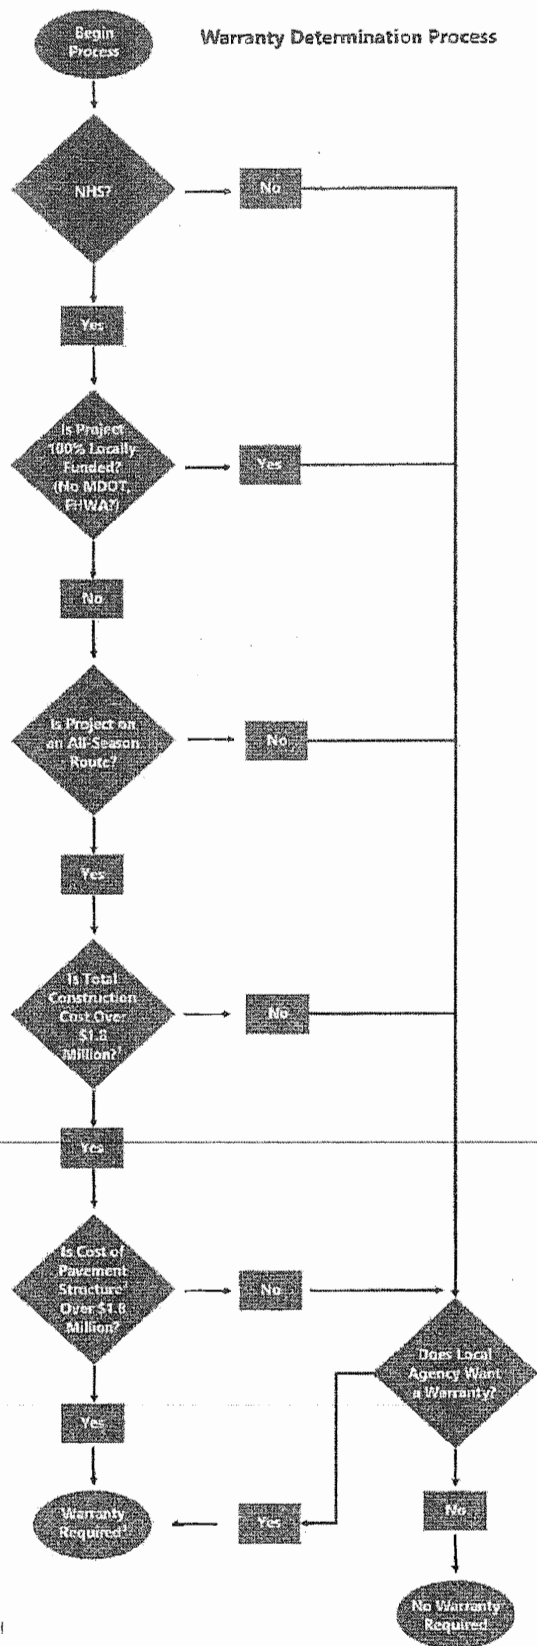 Warranty Determination Process
Begin
Process
NHS?
No
Yes
Is Project
100% Locally
Funded?
(No MDOT,
FHWA?)
Yes
No
Is Project on
an All-Season
Route?
No
Yes
Is Total
Construction
Cost Over
$1.8
Million?
No
Yes
Is Cost of
Pavement
Structure
Over $1.8
Million?
No
Does Local
Agency Want
a Warranty?
Yes
Warranty
Required
Yes
No
No Warranty
Required